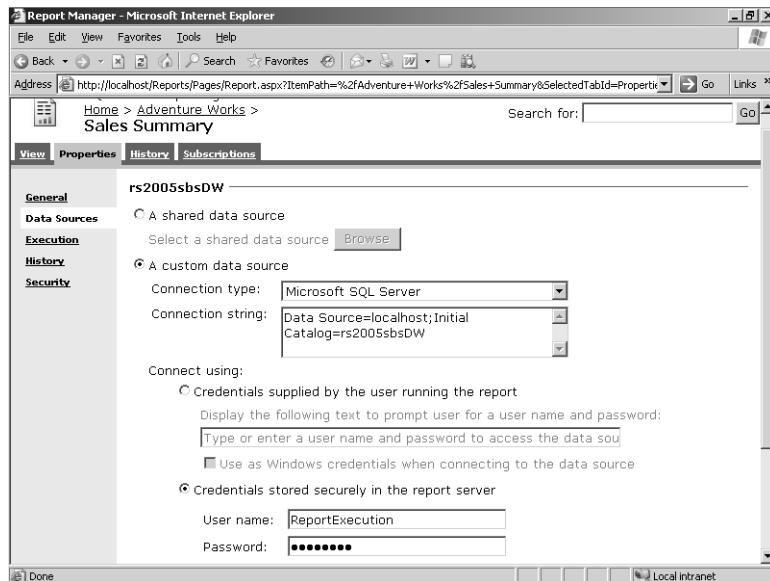 Report Manager - Microsoft Internet Explorer
File Edit View Favorites Tools Help
Back Search Favorites
Address http://localhost/Reports/Pages/Report.aspx?ItemPath=%2fAdventure+Works%2fSales+Summary&SelectedTabId=Properti Go Links »
Home > Adventure Works >
Sales Summary
Search for: Go
View Properties History Subscriptions
General
Data Sources
Execution
History
Security
rs2005sbsDW
A shared data source
Select a shared data source Browse
A custom data source
Connection type: Microsoft SQL Server
Connection string: Data Source=localhost;Initial
Catalog=rs2005sbsDW
Connect using:
Credentials supplied by the user running the report
Display the following text to prompt user for a user name and password:
Type or enter a user name and password to access the data sou
Use as Windows credentials when connecting to the data source
Credentials stored securely in the report server
User name: ReportExecution
Password: ●●●●●●●●
Done Local intranet